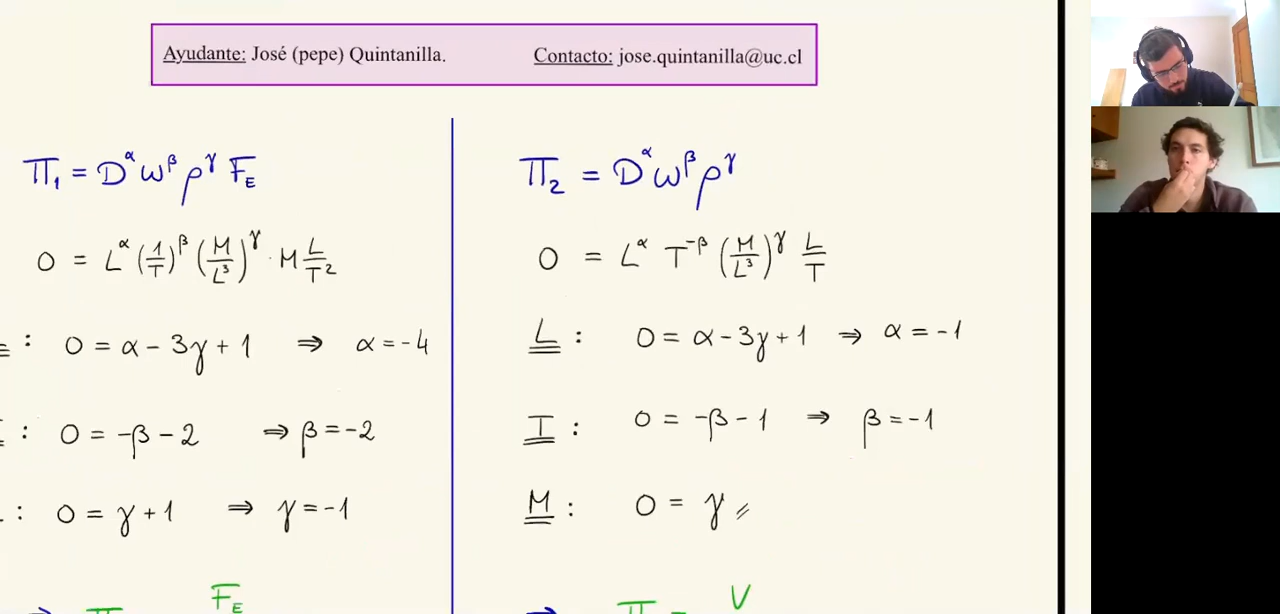 Ayudante: José (pepe) Quintanilla. Contacto: jose.quintanilla@uc.cl
Π₁ = D^α ω^β ρ^γ F_E
0 = L^α (1/T)^β (M/L³)^γ · M L/T²
: 0 = α - 3γ + 1 ⇒ α = -4
: 0 = -β - 2 ⇒ β = -2
: 0 = γ + 1 ⇒ γ = -1
F_E
Π₂ = D^α ω^β ρ^γ
0 = L^α T^-β (M/L³)^γ L/T
L: 0 = α - 3γ + 1 ⇒ α = -1
T: 0 = -β - 1 ⇒ β = -1
M: 0 = γ //
V
⇒ Π =